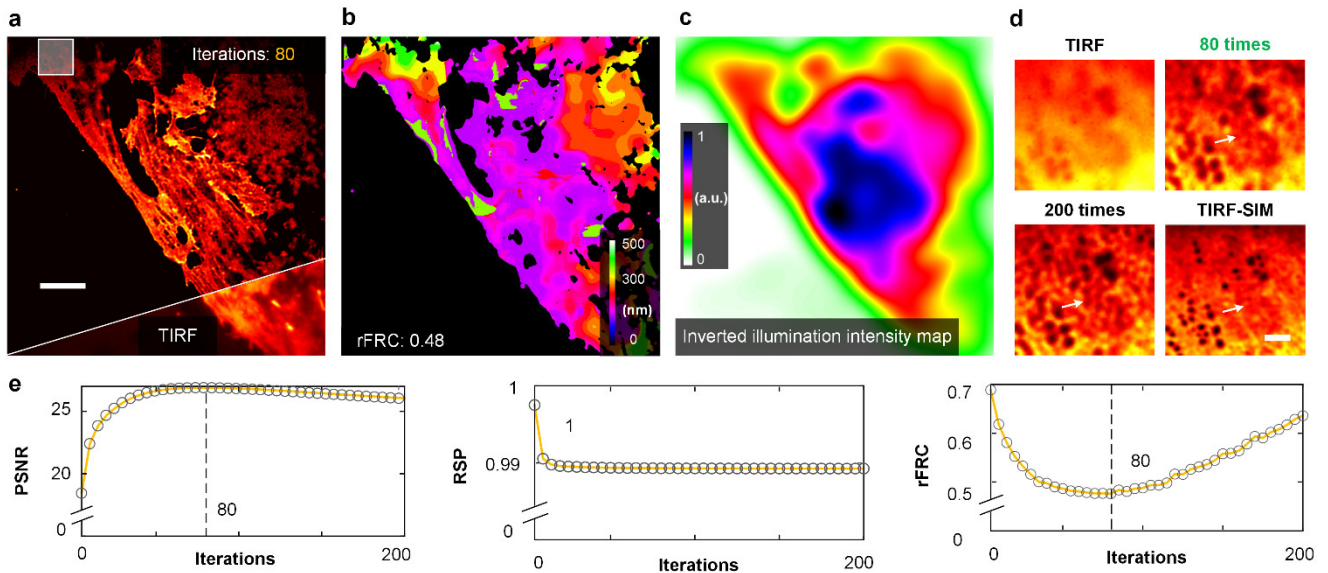 a
Iterations: 80
TIRF
b
500
300
(nm)
0
rFRC: 0.48
c
1
(a.u.)
0
Inverted illumination intensity map
d
TIRF
80 times
200 times
TIRF-SIM
e
PSNR
25
20
0
80
0
Iterations
200
RSP
1
0.99
0
1
0
Iterations
200
rFRC
0.7
0.6
0.5
0
80
0
Iterations
200